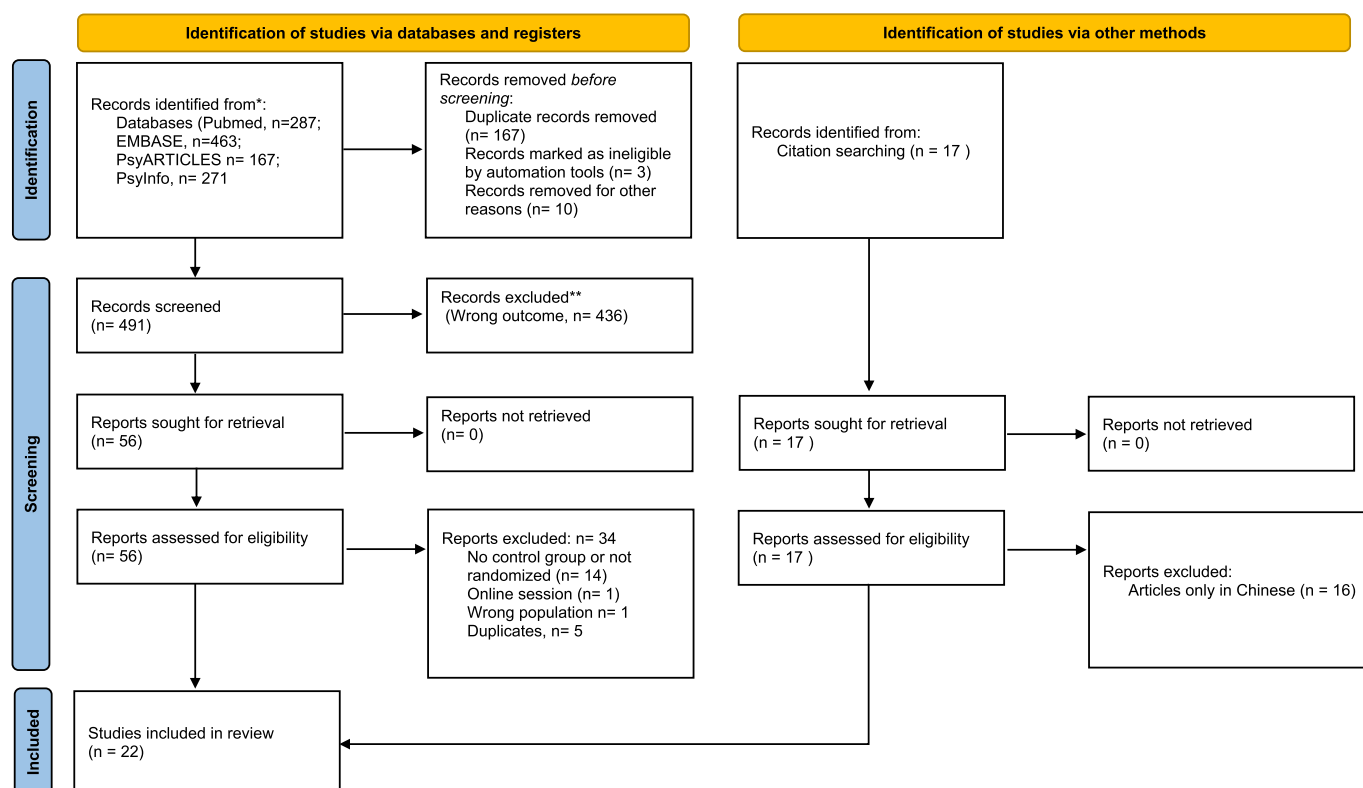 Identification of studies via databases and registers
Identification of studies via other methods
Identification
Records identified from*:
Databases (Pubmed, n=287;
EMBASE, n=463;
PsyARTICLES n= 167;
PsyInfo, n= 271
Records removed before
screening:
Duplicate records removed
(n= 167)
Records marked as ineligible
by automation tools (n= 3)
Records removed for other
reasons (n= 10)
Records identified from:
Citation searching (n = 17 )
Screening
Records screened
(n= 491)
Records excluded**
(Wrong outcome, n= 436)
Reports sought for retrieval
(n= 56)
Reports not retrieved
(n= 0)
Reports sought for retrieval
(n = 17 )
Reports not retrieved
(n = 0)
Reports assessed for eligibility
(n= 56)
Reports excluded: n= 34
No control group or not
randomized (n= 14)
Online session (n= 1)
Wrong population n= 1
Duplicates, n= 5
Reports assessed for eligibility
(n = 17 )
Reports excluded:
Articles only in Chinese (n = 16)
Included
Studies included in review
(n = 22)